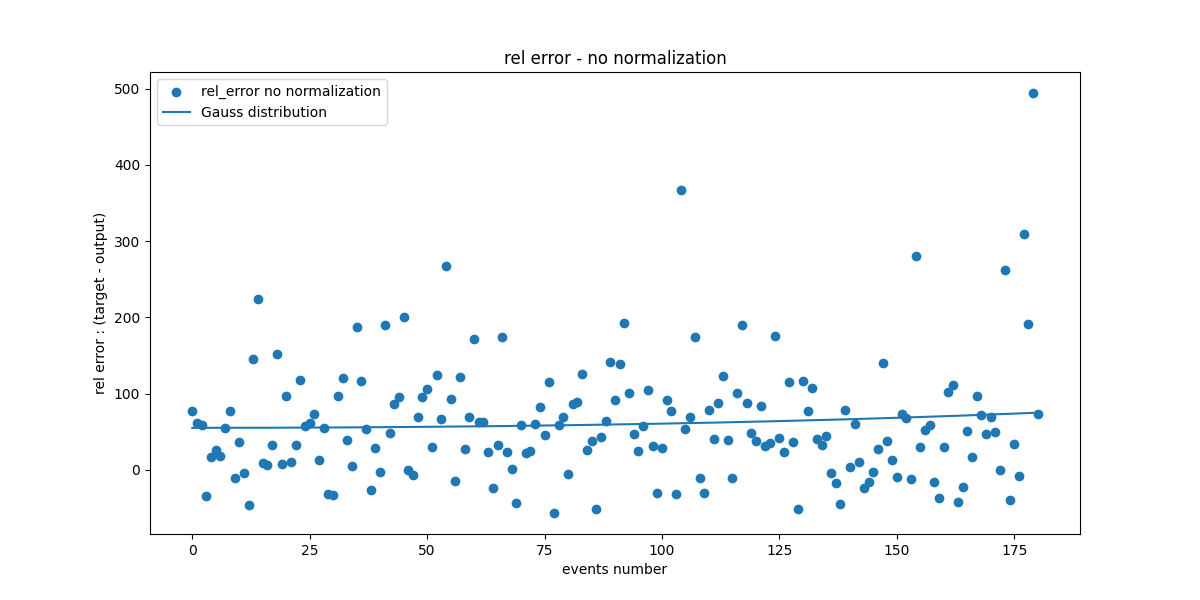 rel error - no normalization
rel_error no normalization
Gauss distribution
rel error : (target - output)
500
400
300
200
100
0
0 25 50 75 100 125 150 175
events number